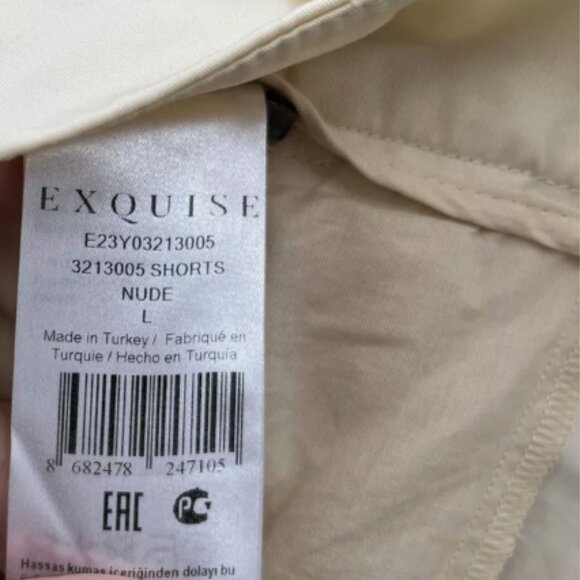 EXQUISE
E23Y03213005
3213005 SHORTS
NUDE
L
Made in Turkey / Fabriqué en
Turquie / Hecho en Turquía
8 682478 247105
EAC PC
Hassas kumaş içeriğinden dolayı bu